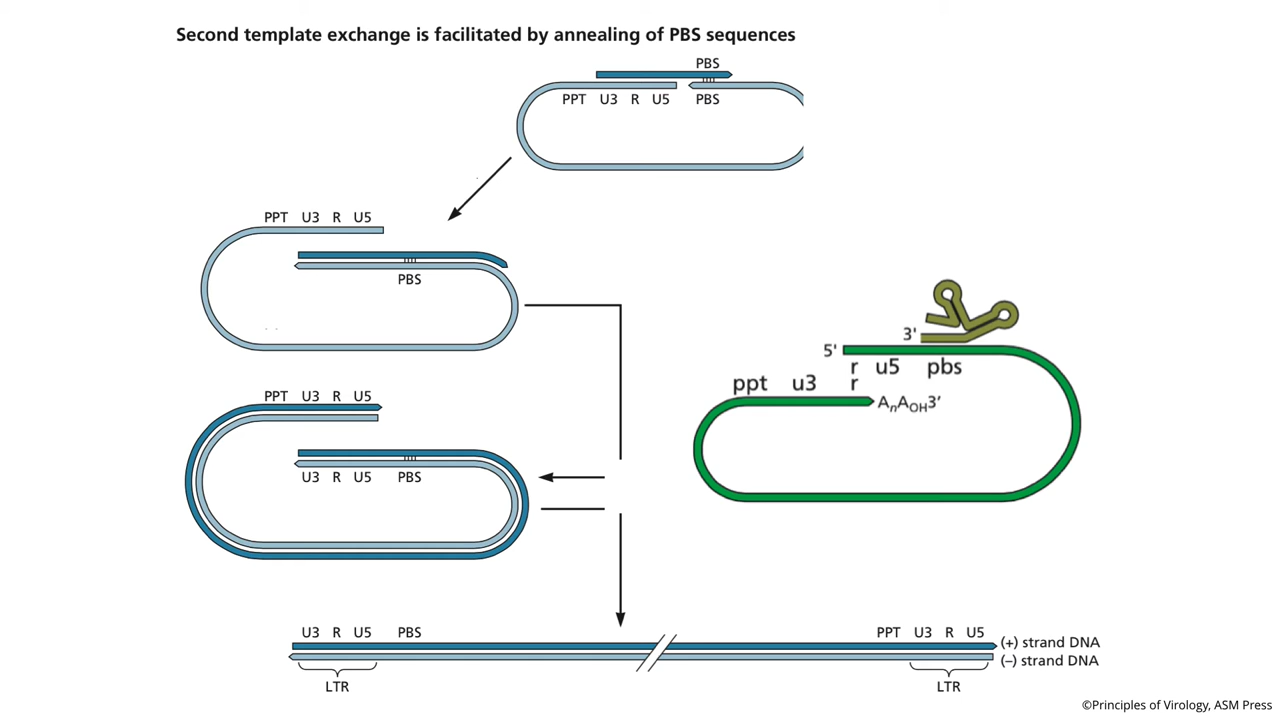 Second template exchange is facilitated by annealing of PBS sequences
PBS
PPT U3 R U5 PBS
PPT U3 R U5
PBS
3'
5'
r u5 pbs
ppt u3 r
AnAOH3'
PPT U3 R U5
U3 R U5 PBS
U3 R U5 PBS PPT U3 R U5
(+) strand DNA
(–) strand DNA
LTR LTR
©Principles of Virology, ASM Press